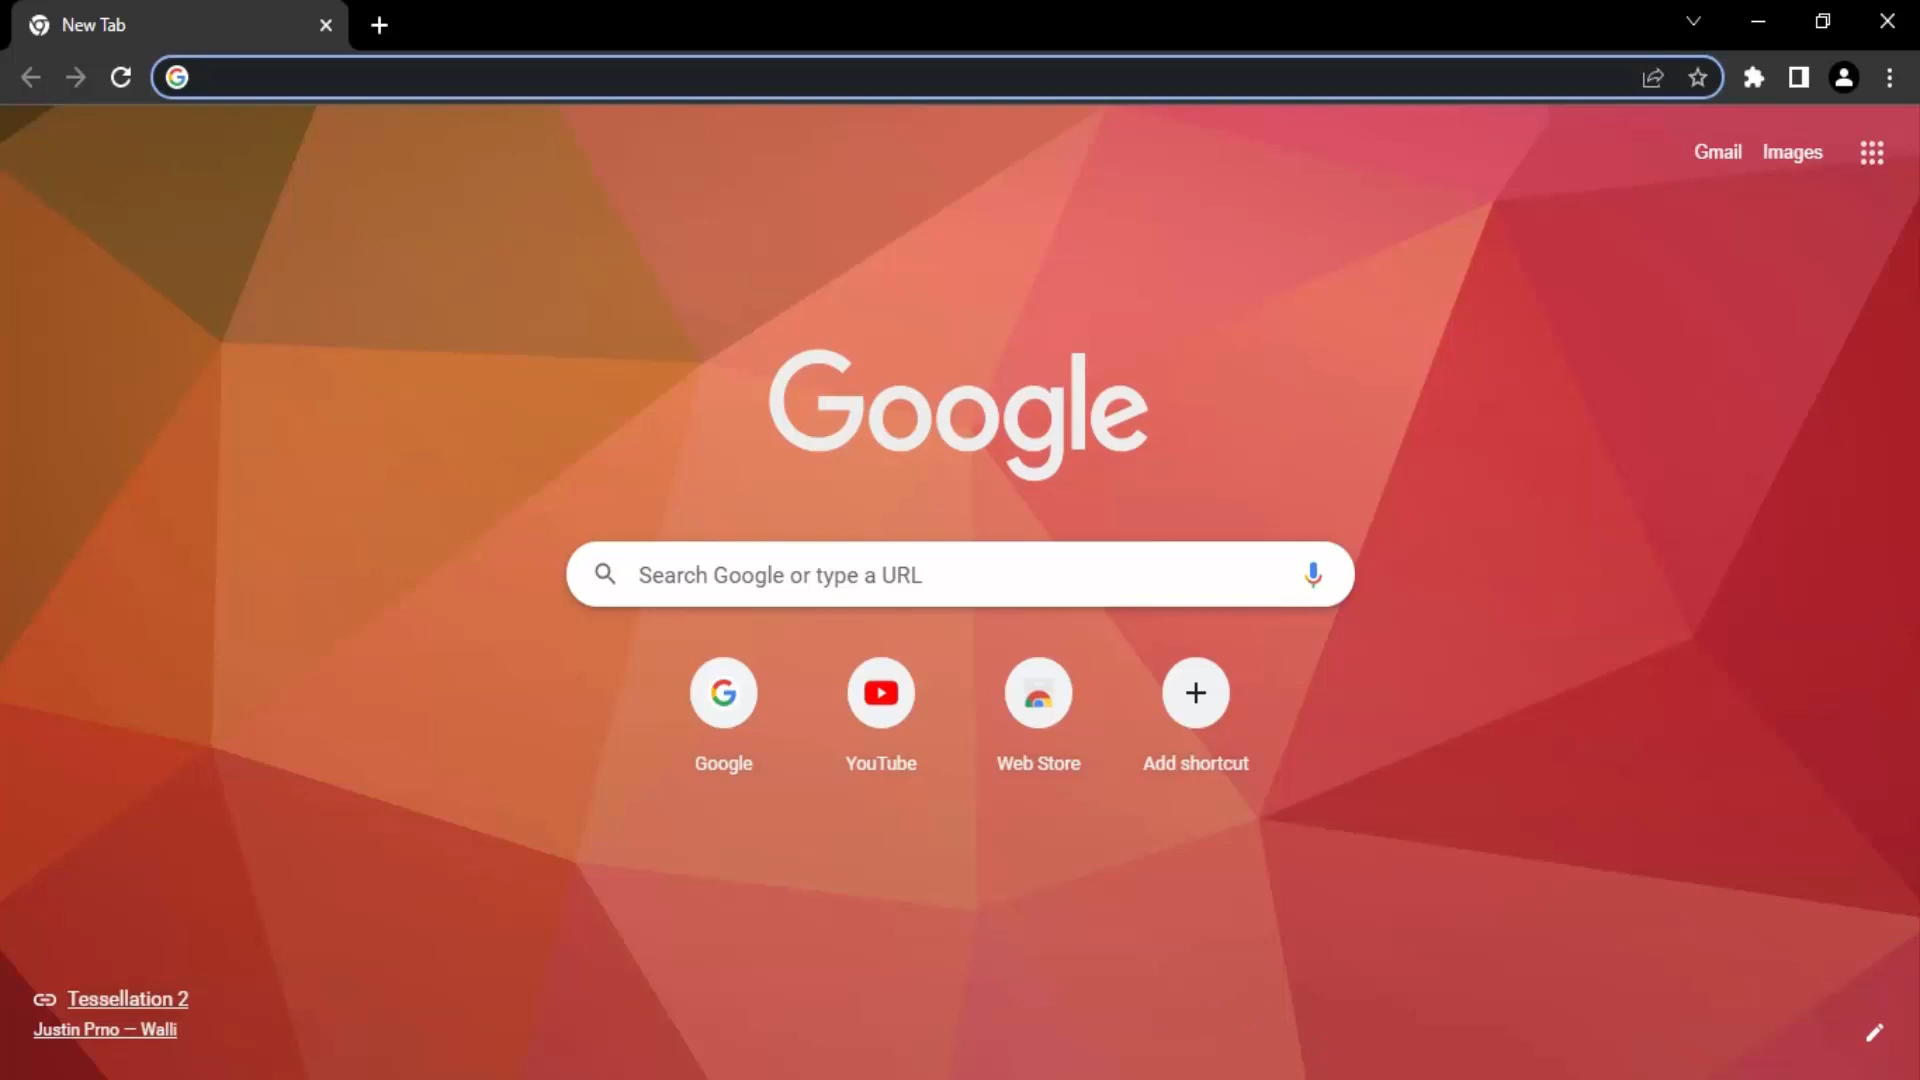 New Tab
Gmail Images
Google
Search Google or type a URL
Google YouTube Web Store Add shortcut
Tessellation 2
Justin Prno — Walli